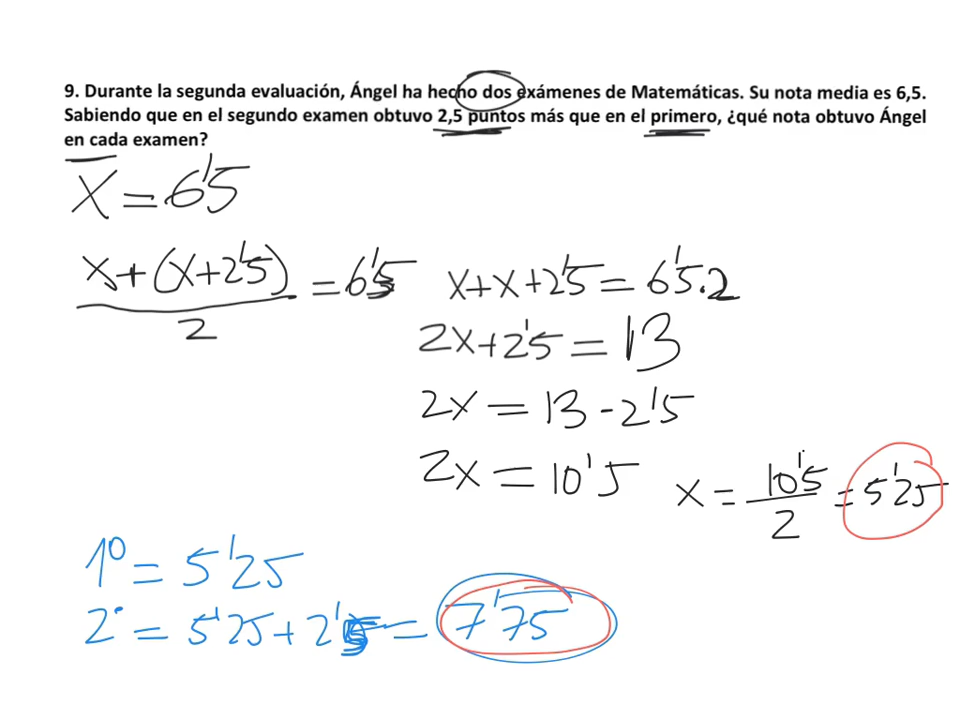 9. Durante la segunda evaluación, Ángel ha hecho dos exámenes de Matemáticas. Su nota media es 6,5.
Sabiendo que en el segundo examen obtuvo 2,5 puntos más que en el primero, ¿qué nota obtuvo Ángel
en cada examen?
X̅ = 6'5
x+(x+2'5)
2
= 6'5
x+x+2'5 = 6'5.2
2x+2'5 = 13
2x = 13 - 2'5
2x = 10'5
x = 10'5
2
= 5'25
1º = 5'25
2º = 5'25 + 2'5 = 7'75